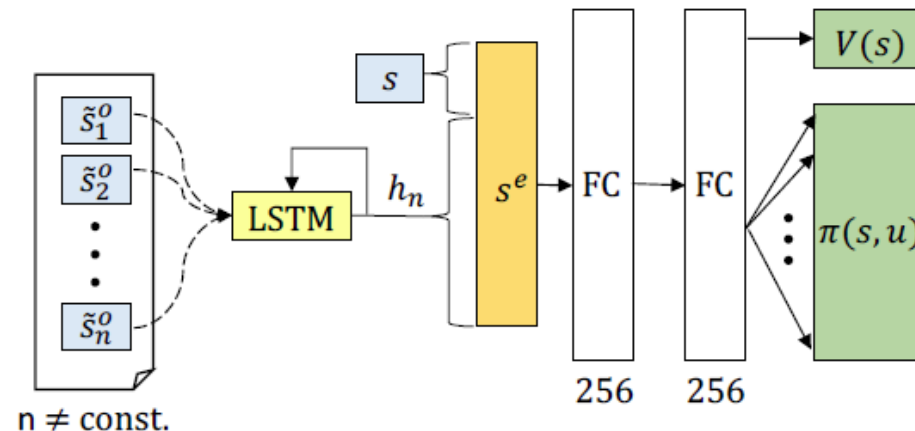 s̃₁ᵒ
s̃₂ᵒ
s̃ₙᵒ
n ≠ const.
LSTM
hₙ
s
sᵉ
FC
256
FC
256
V(s)
π(s, u)